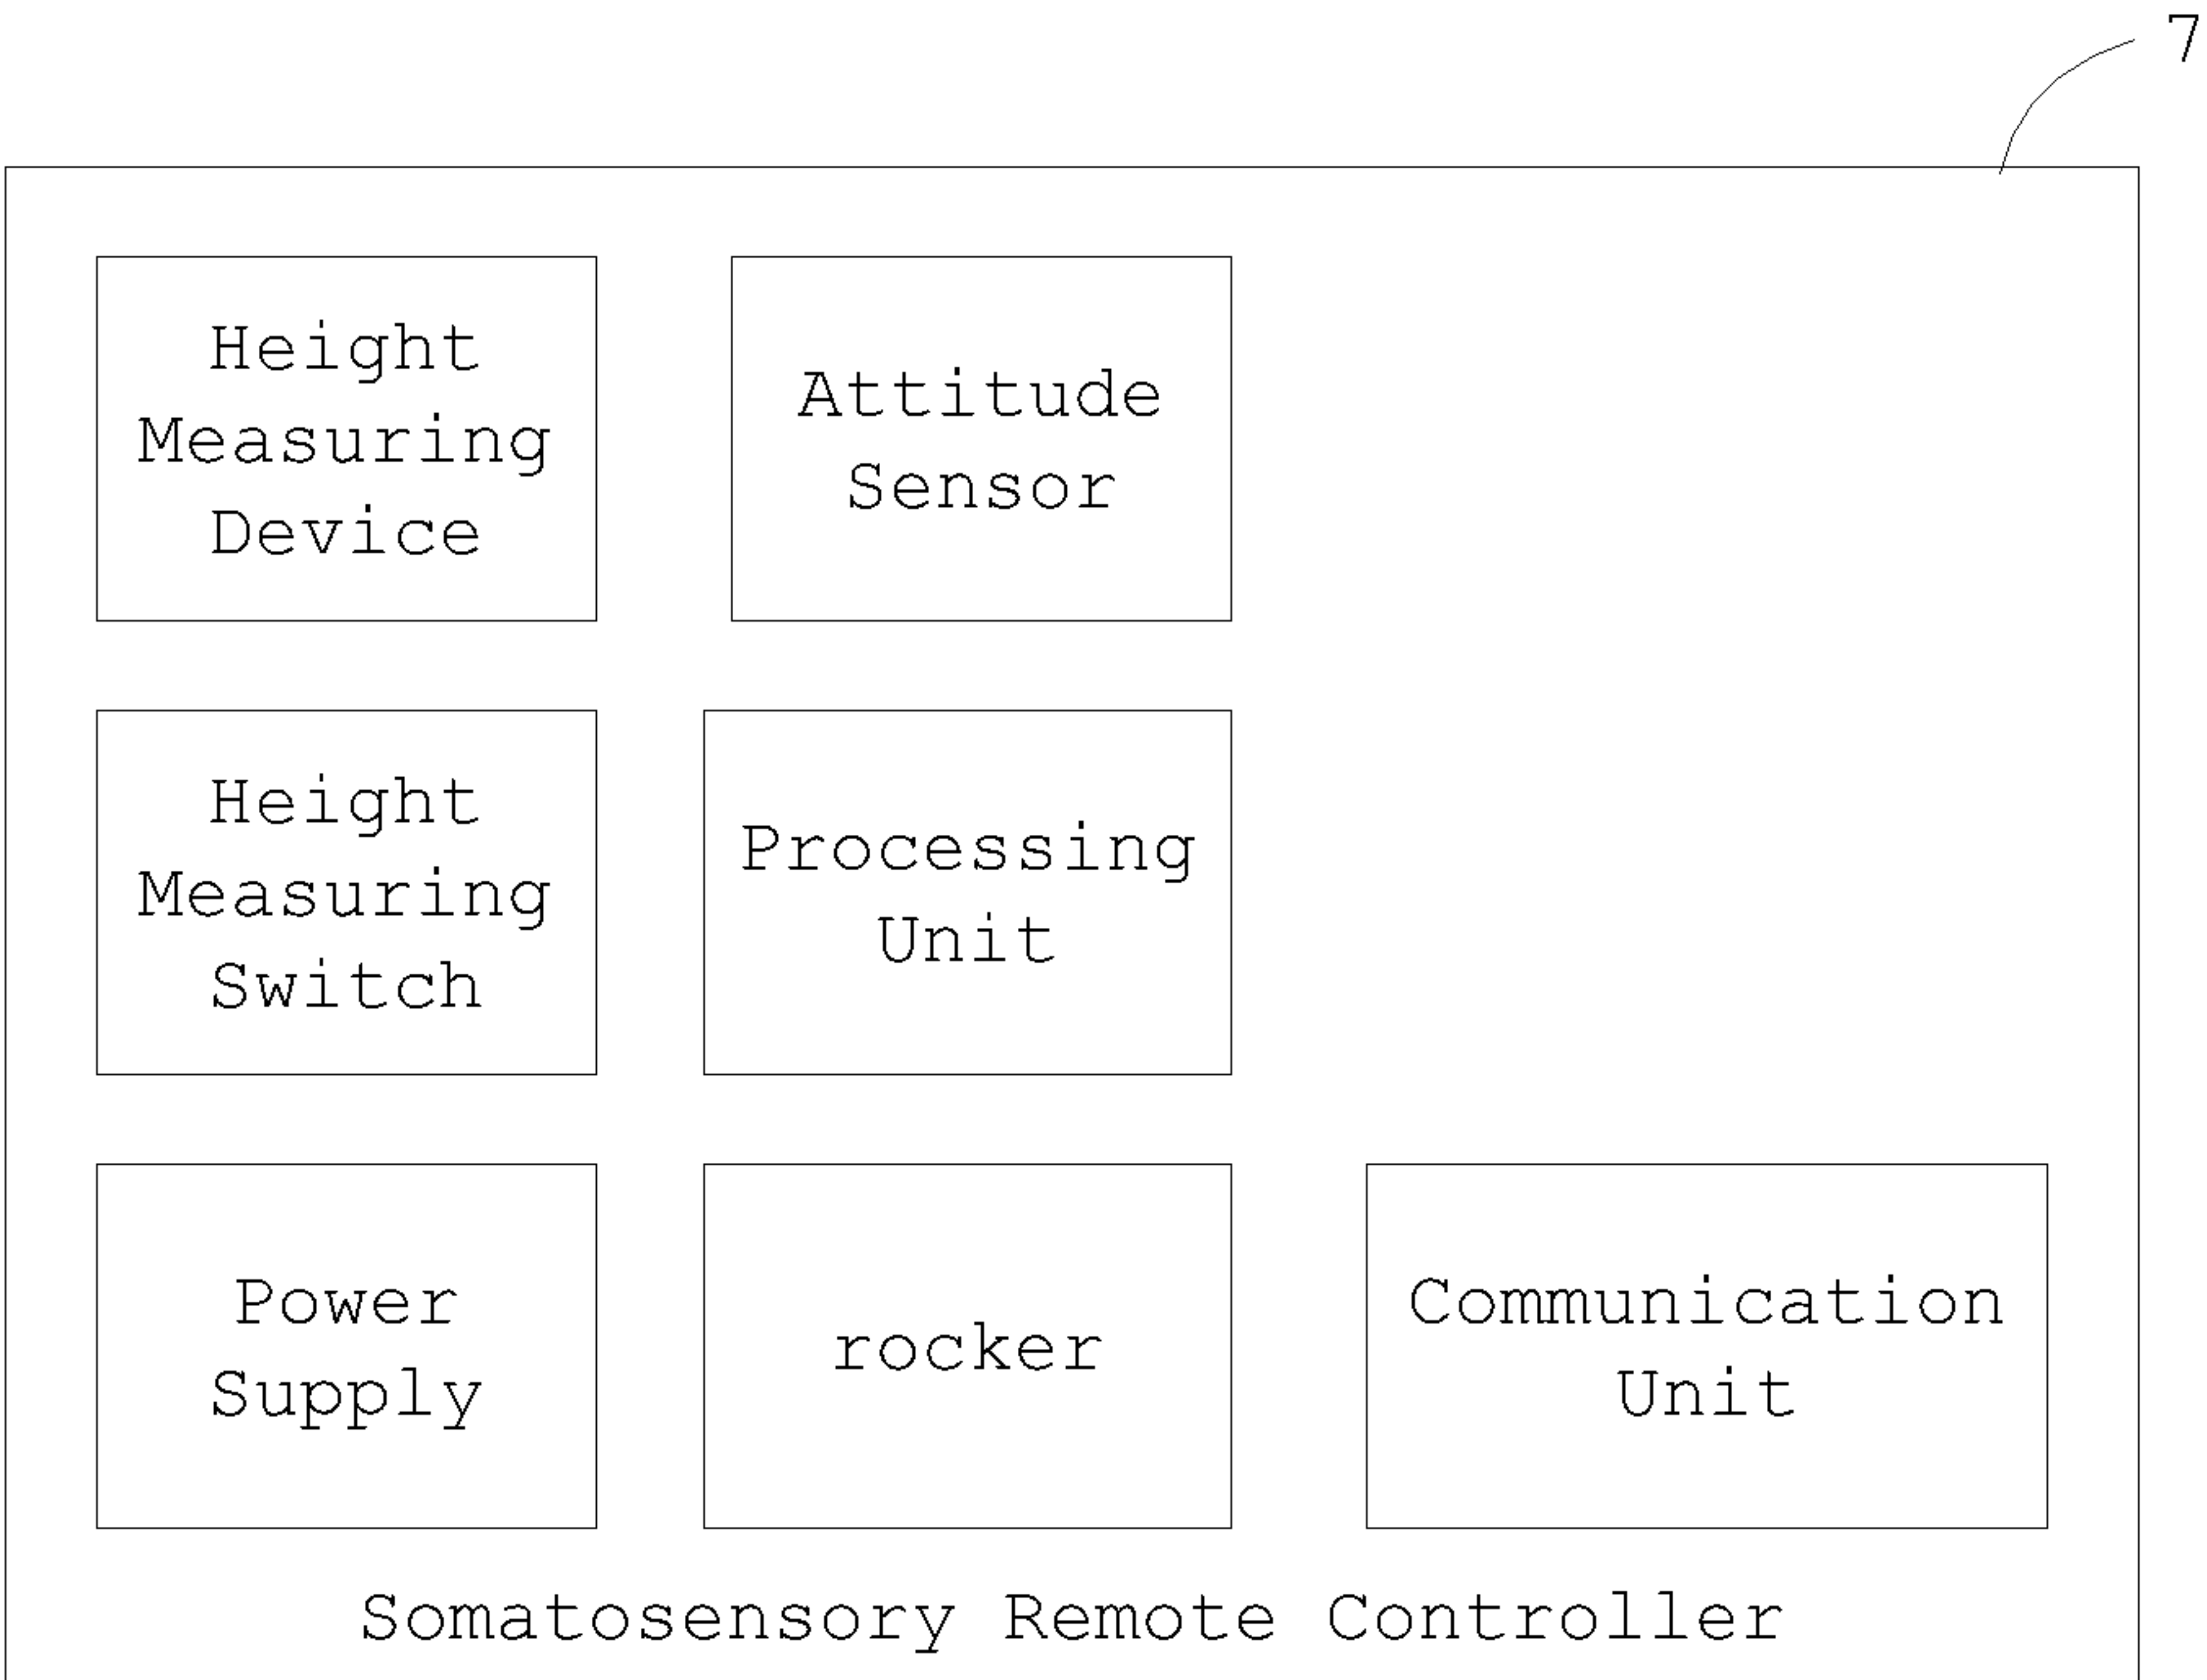 7
Height
Measuring
Device
Attitude
Sensor
Height
Measuring
Switch
Processing
Unit
Power
Supply
rocker
Communication
Unit
Somatosensory Remote Controller